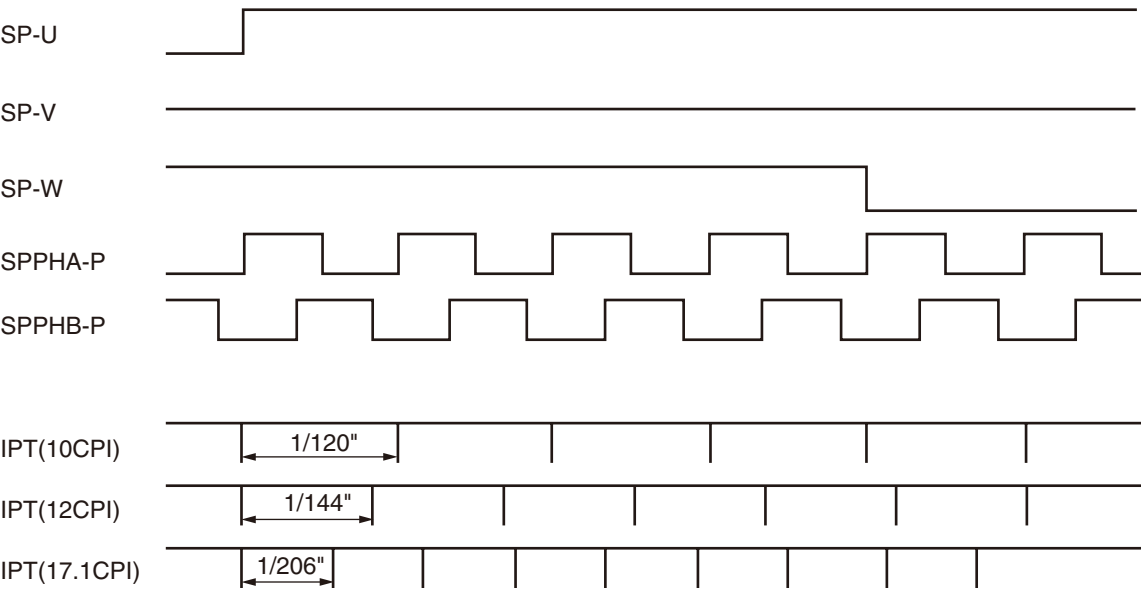 SP-U
SP-V
SP-W
SPPHA-P
SPPHB-P
IPT(10CPI) 1/120"
IPT(12CPI) 1/144"
IPT(17.1CPI) 1/206"